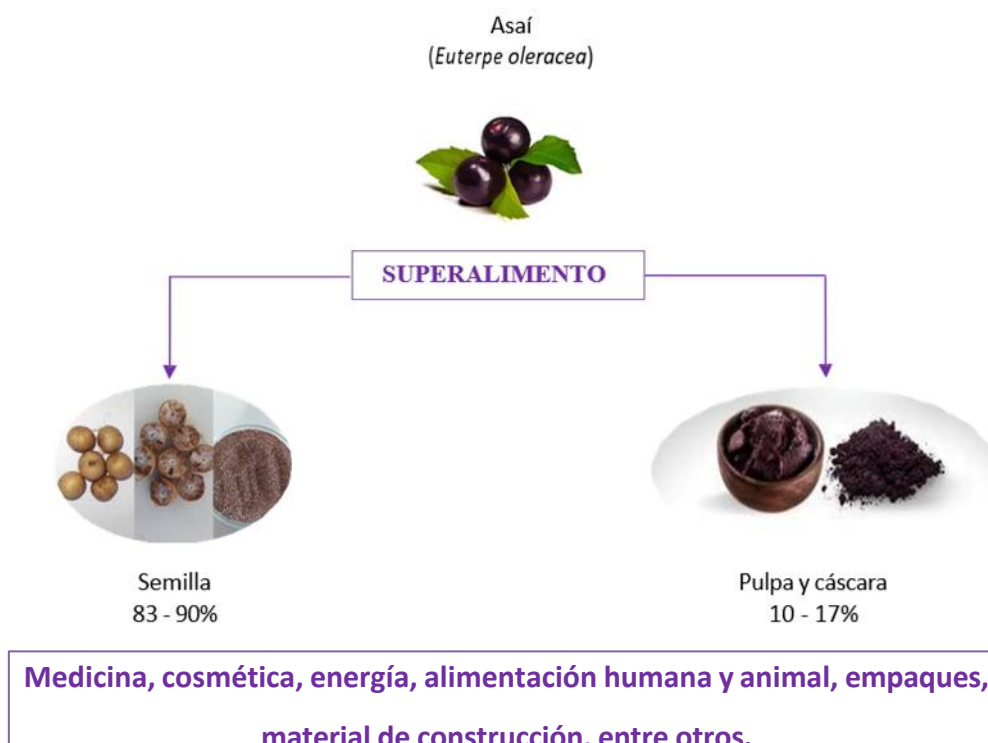 Asaí
(Euterpe oleracea)
SUPERALIMENTO
Semilla
83 - 90%
Pulpa y cáscara
10 - 17%
Medicina, cosmética, energía, alimentación humana y animal, empaques,
material de construcción, entre otros.